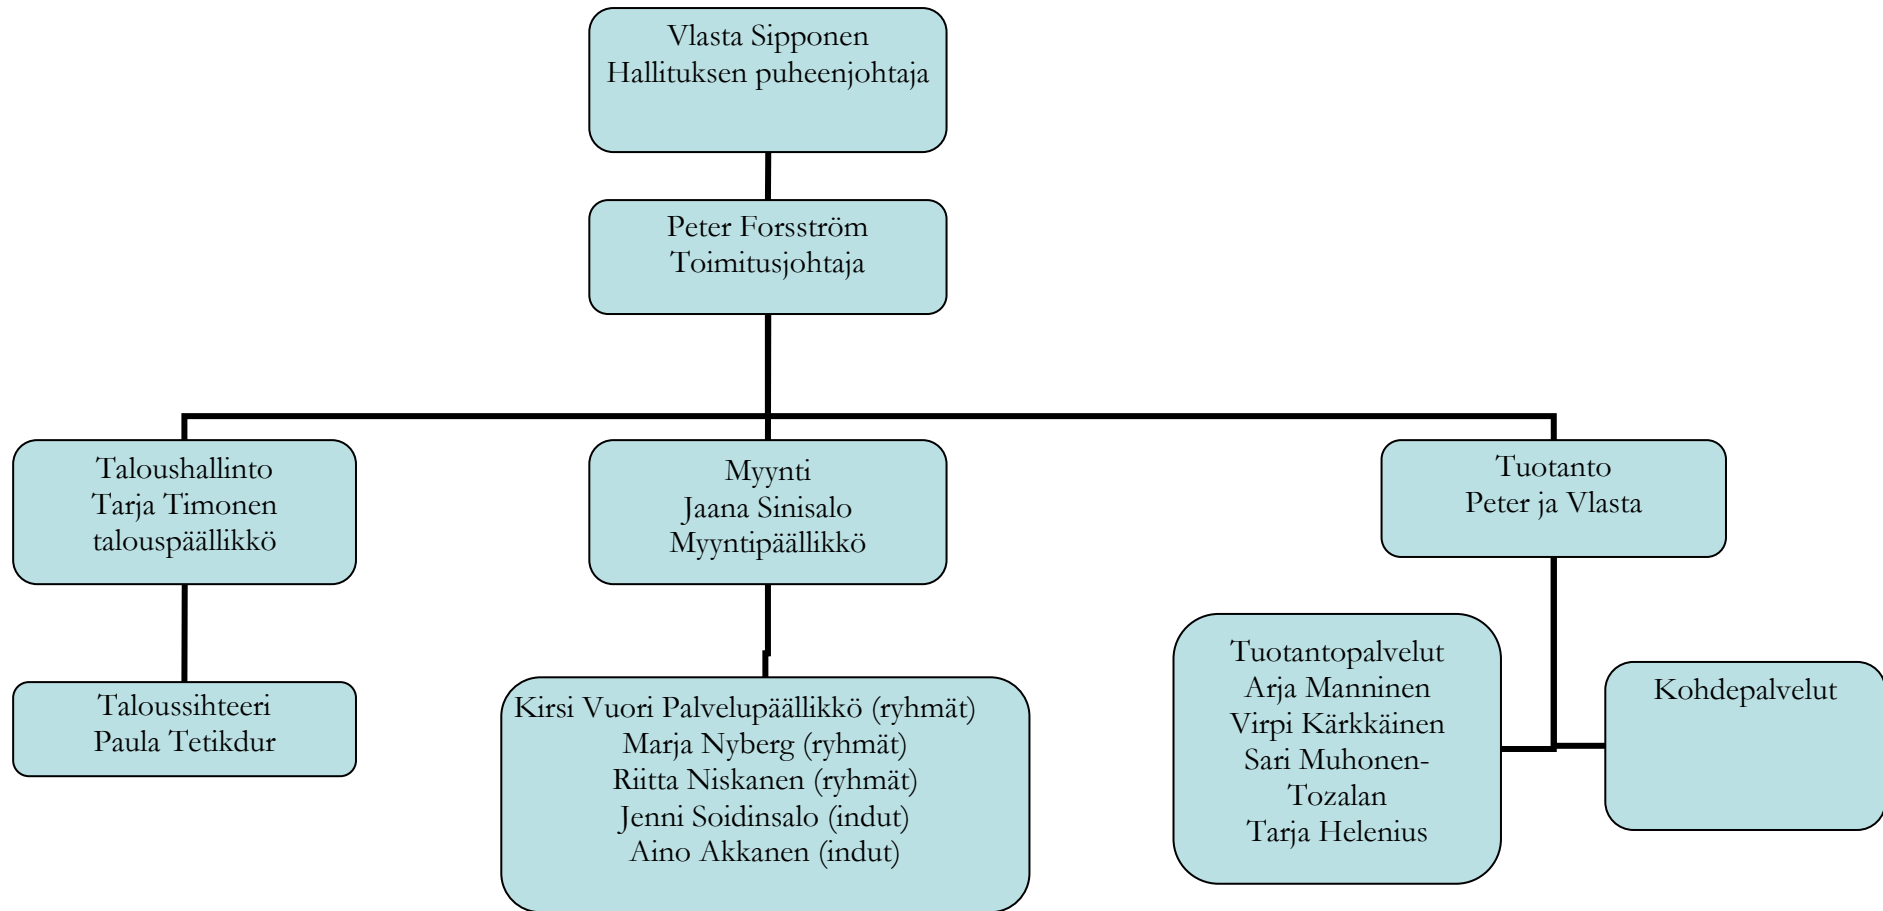 Vlasta Sipponen
Hallituksen puheenjohtaja
Peter Forsström
Toimitusjohtaja
Taloushallinto
Tarja Timonen
talouspäällikkö
Myynti
Jaana Sinisalo
Myyntipäällikkö
Tuotanto
Peter ja Vlasta
Taloussihteeri
Paula Tetikdur
Kirsi Vuori Palvelupäällikkö (ryhmät)
Marja Nyberg (ryhmät)
Riitta Niskanen (ryhmät)
Jenni Soidinsalo (indut)
Aino Akkanen (indut)
Tuotantopalvelut
Arja Manninen
Virpi Kärkkäinen
Sari Muhonen-
Tozalan
Tarja Helenius
Kohdepalvelut